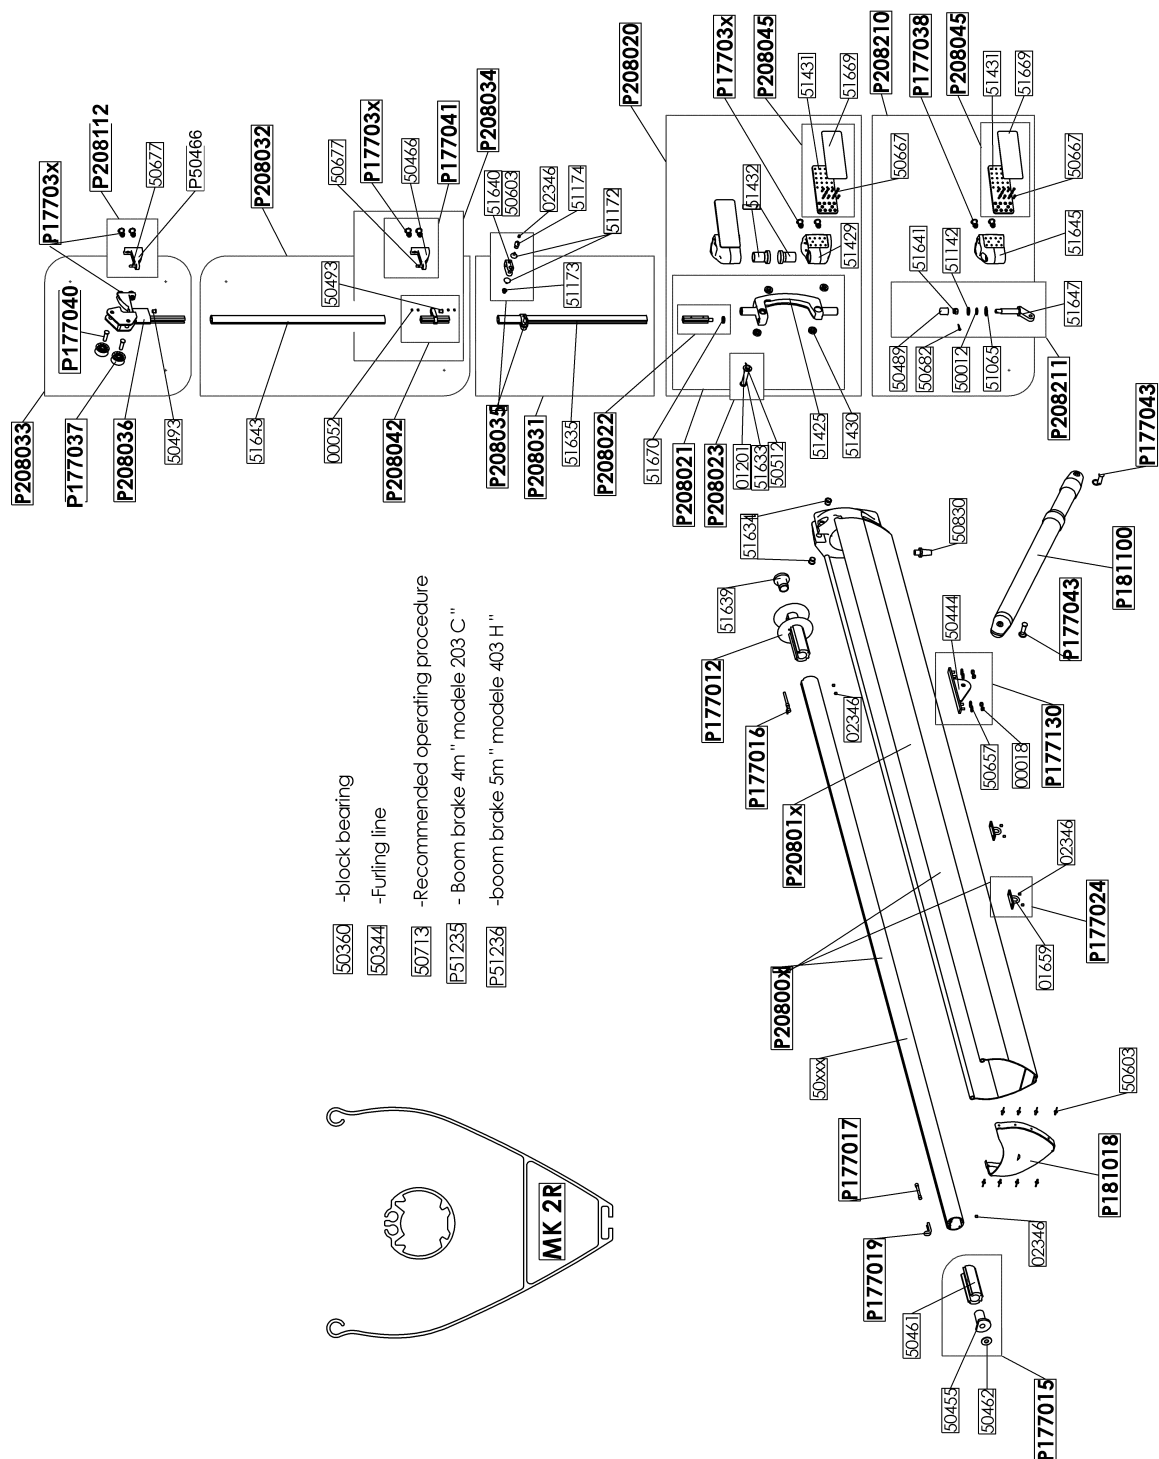 P17703x
P208112
50677
P50466
P177040
P208033
P177037
P208036
50493
P208032
50677
P17703x
50466
P177041
P208034
50493
51643
00052
P208042
51640
50603
02346
51174
51172
51173
P208035
P208031
51635
P208022
P208020
P17703x
P208045
51431
51669
51432
50667
51429
51670
P208021
P208023
01201
51633
50512
51425
51430
P208210
P177038
P208045
51431
51669
50667
51641
51142
51645
51647
50489
50682
50012
51065
P208211
P177043
51634
50830
P181100
P177043
51639
P177012
P177016
02346
50444
50657
00018
P177130
P20801x
P20800x
50xxx
02346
P177024
01659
50603
P181018
P177017
P177019
02346
50461
50455
50462
P177015
50360 -block bearing
50344 -Furling line
50713 -Recommended operating procedure
P51235 - Boom brake 4m" modele 203 C"
P51236 -boom brake 5m" modele 403 H"
MK 2R